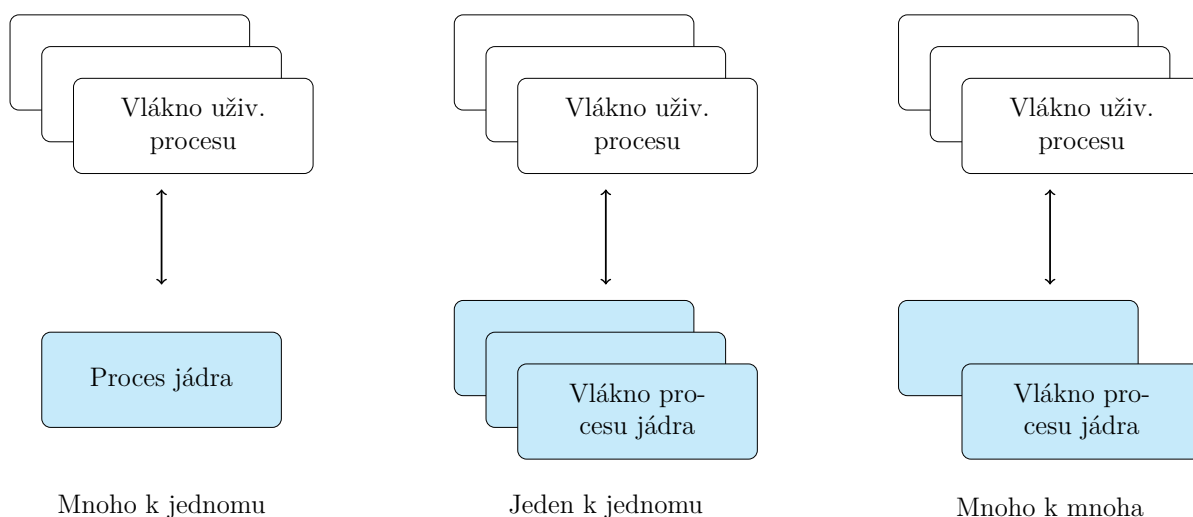 Vlákno uživ.
procesu
Vlákno uživ.
procesu
Vlákno uživ.
procesu
Proces jádra
Vlákno pro-
cesu jádra
Vlákno pro-
cesu jádra
Mnoho k jednomu
Jeden k jednomu
Mnoho k mnoha